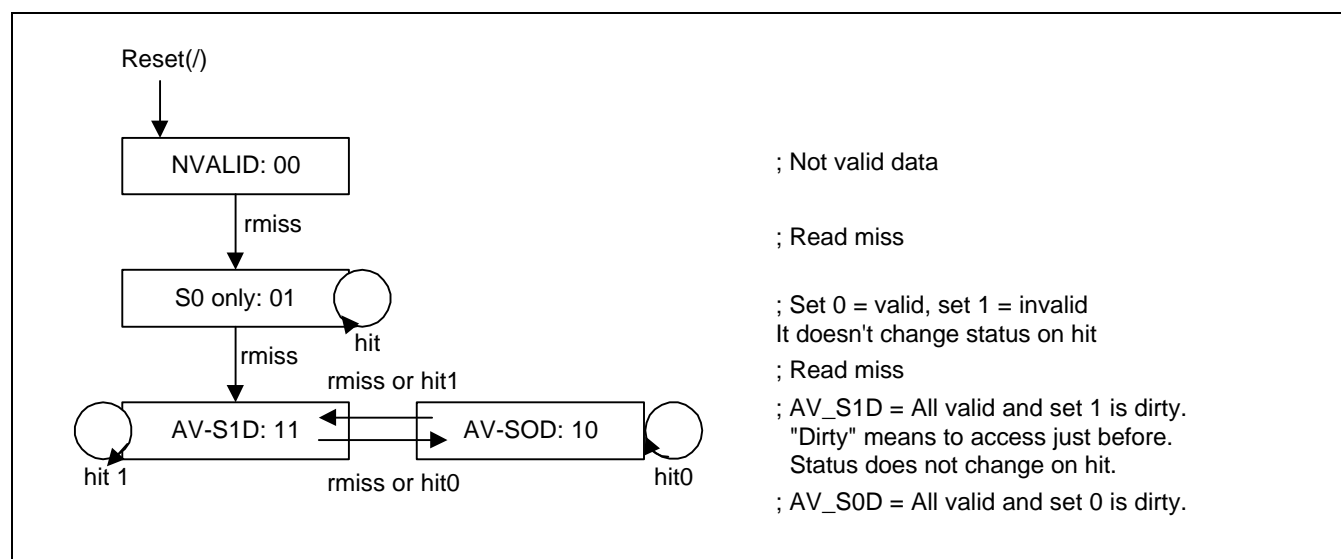 Reset(/)
NVALID: 00
; Not valid data
rmiss
; Read miss
S0 only: 01
; Set 0 = valid, set 1 = invalid
It doesn't change status on hit
hit
rmiss
; Read miss
rmiss or hit1
AV-S1D: 11
AV-SOD: 10
; AV_S1D = All valid and set 1 is dirty.
"Dirty" means to access just before.
Status does not change on hit.
hit 1
rmiss or hit0
hit0
; AV_S0D = All valid and set 0 is dirty.